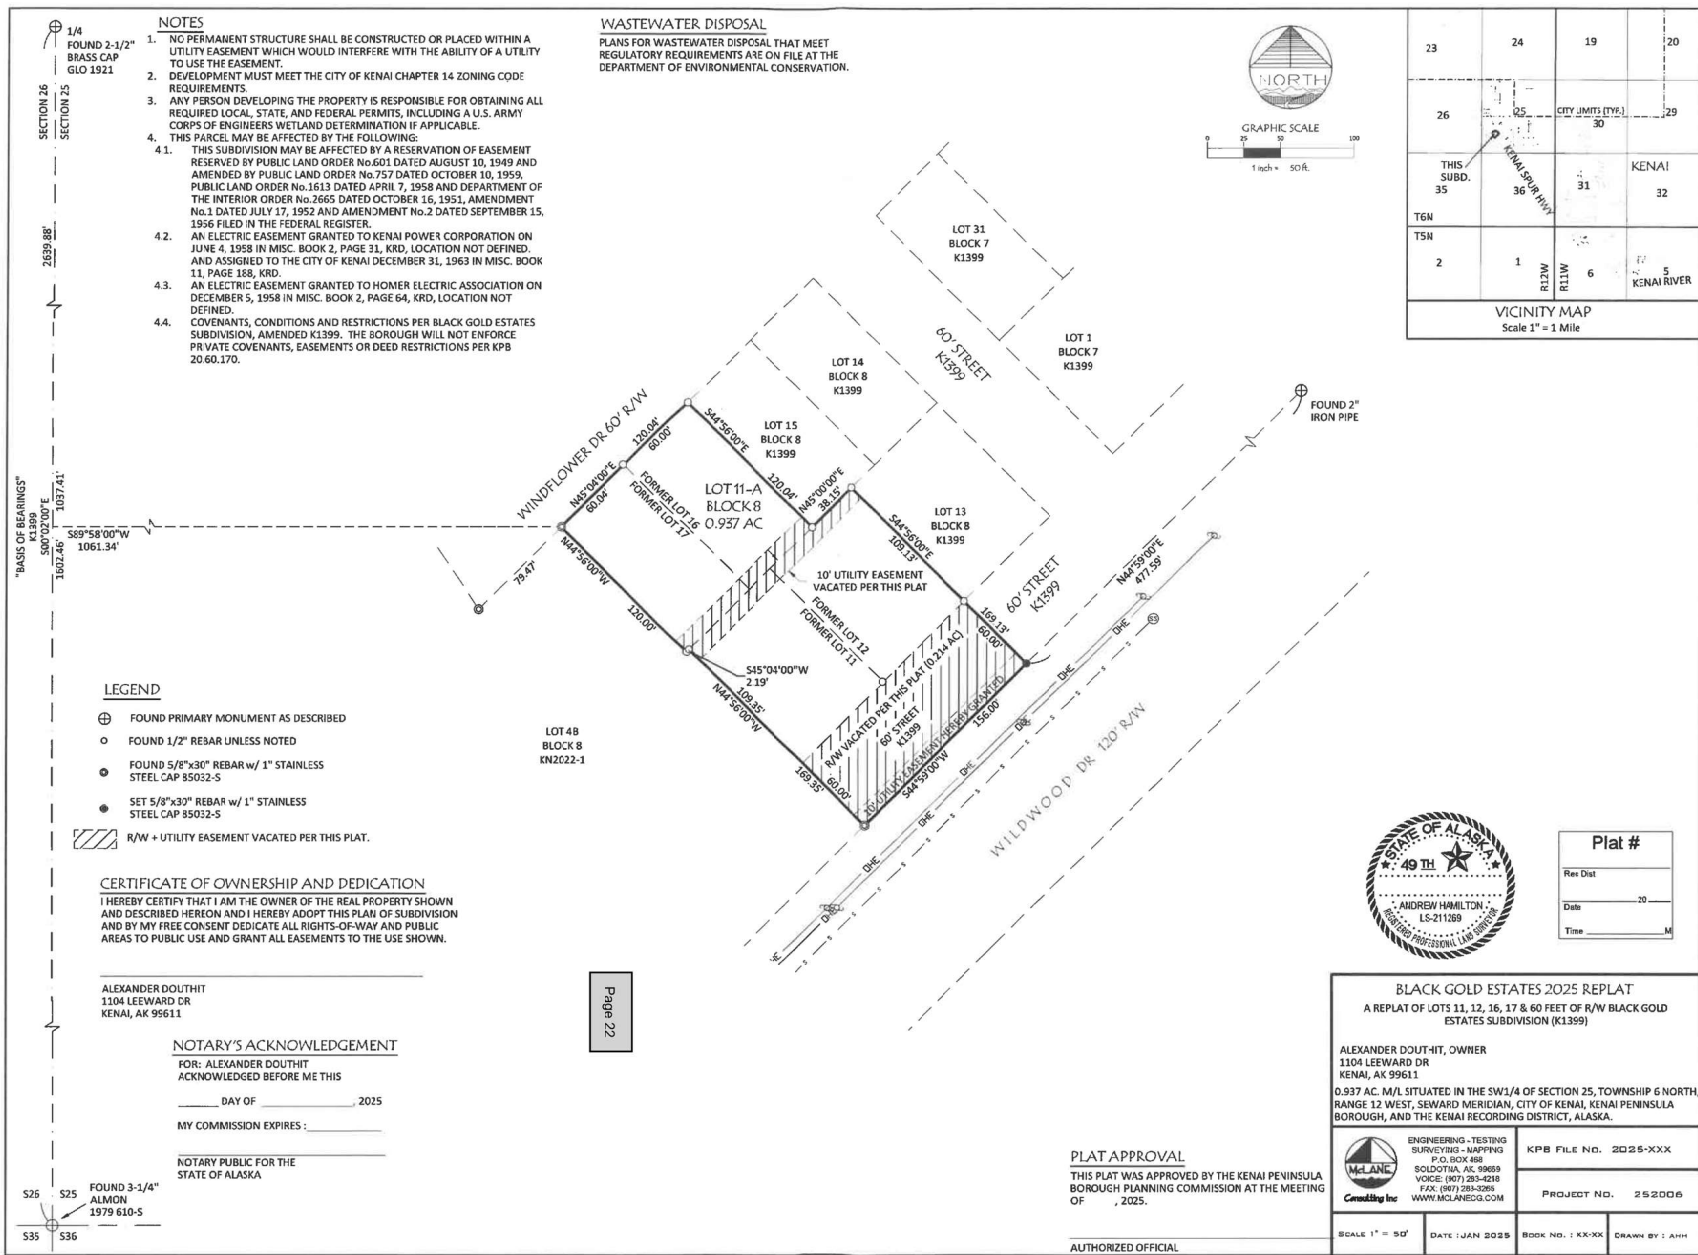 1/4
FOUND 2-1/2"
BRASS CAP
GLO 1921
SECTION 26
SECTION 25
2639.88'
"BASIS OF BEARINGS"
K1399
S00°02'00"E
1037.41'
1602.46'
S89°58'00"W
1061.34'
NOTES
1. NO PERMANENT STRUCTURE SHALL BE CONSTRUCTED OR PLACED WITHIN A
UTILITY EASEMENT WHICH WOULD INTERFERE WITH THE ABILITY OF A UTILITY
TO USE THE EASEMENT.
2. DEVELOPMENT MUST MEET THE CITY OF KENAI CHAPTER 14 ZONING CODE
REQUIREMENTS.
3. ANY PERSON DEVELOPING THE PROPERTY IS RESPONSIBLE FOR OBTAINING ALL
REQUIRED LOCAL, STATE, AND FEDERAL PERMITS, INCLUDING A U.S. ARMY
CORPS OF ENGINEERS WETLAND DETERMINATION IF APPLICABLE.
4. THIS PARCEL MAY BE AFFECTED BY THE FOLLOWING:
4.1. THIS SUBDIVISION MAY BE AFFECTED BY A RESERVATION OF EASEMENT
RESERVED BY PUBLIC LAND ORDER No.601 DATED AUGUST 10, 1949 AND
AMENDED BY PUBLIC LAND ORDER No.757 DATED OCTOBER 10, 1959,
PUBLIC LAND ORDER No.1613 DATED APRIL 7, 1958 AND DEPARTMENT OF
THE INTERIOR ORDER No.2665 DATED OCTOBER 16, 1951, AMENDMENT
No.1 DATED JULY 17, 1952 AND AMENDMENT No.2 DATED SEPTEMBER 15,
1956 FILED IN THE FEDERAL REGISTER.
4.2. AN ELECTRIC EASEMENT GRANTED TO KENAI POWER CORPORATION ON
JUNE 4, 1958 IN MISC. BOOK 2, PAGE 31, KRD, LOCATION NOT DEFINED.
AND ASSIGNED TO THE CITY OF KENAI DECEMBER 31, 1963 IN MISC. BOOK
11, PAGE 188, KRD.
4.3. AN ELECTRIC EASEMENT GRANTED TO HOMER ELECTRIC ASSOCIATION ON
DECEMBER 5, 1958 IN MISC. BOOK 2, PAGE 64, KRD, LOCATION NOT
DEFINED.
4.4. COVENANTS, CONDITIONS AND RESTRICTIONS PER BLACK GOLD ESTATES
SUBDIVISION, AMENDED K1399. THE BOROUGH WILL NOT ENFORCE
PRIVATE COVENANTS, EASEMENTS OR DEED RESTRICTIONS PER KPB
20.60.170.
WASTEWATER DISPOSAL
PLANS FOR WASTEWATER DISPOSAL THAT MEET
REGULATORY REQUIREMENTS ARE ON FILE AT THE
DEPARTMENT OF ENVIRONMENTAL CONSERVATION.
NORTH
GRAPHIC SCALE
0 25 50 100
1 inch = 50 ft.
23 24 19 20
26 25 CITY LIMITS (TYP.) 29
30
THIS
SUBD.
KENAI SPUR HWY
KENAI
35 36 31 32
T6N
T5N
2 1 R12W R11W 6 5
KENAI RIVER
VICINITY MAP
Scale 1" = 1 Mile
LOT 31
BLOCK 7
K1399
LOT 1
BLOCK 7
K1399
60' STREET
K1399
LOT 14
BLOCK 8
K1399
LOT 15
BLOCK 8
K1399
FOUND 2"
IRON PIPE
WINDFLOWER DR 60' R/W
120.04'
60.00'
N45°04'00"E
60.04'
S44°56'00"E
120.04'
FORMER LOT 16
FORMER LOT 17
LOT 11-A
BLOCK 8
0.937 AC
N45°00'00"E
38.15'
79.47'
N44°56'00"W
120.00'
S44°56'00"E
109.13'
LOT 13
BLOCK 8
K1399
10' UTILITY EASEMENT
VACATED PER THIS PLAT
FORMER LOT 12
FORMER LOT 11
60' STREET
K1399
N44°59'00"E
477.59'
169.13'
60.00'
S45°04'00"W
2.19'
109.35'
N44°56'00"W
R/W VACATED PER THIS PLAT (0.214 AC)
60' STREET
K1399
10' UTILITY EASEMENT HEREBY GRANTED
156.00'
S44°59'00"W
169.35'
60.00'
LOT 4B
BLOCK 8
KN2022-1
OHE
OHE
OHE
OHE
OHE
OHE
SS
WILDWOOD DR 120' R/W
LEGEND
FOUND PRIMARY MONUMENT AS DESCRIBED
FOUND 1/2" REBAR UNLESS NOTED
FOUND 5/8"x30" REBAR w/ 1" STAINLESS
STEEL CAP 85032-S
SET 5/8"x30" REBAR w/ 1" STAINLESS
STEEL CAP 85032-S
R/W + UTILITY EASEMENT VACATED PER THIS PLAT.
CERTIFICATE OF OWNERSHIP AND DEDICATION
I HEREBY CERTIFY THAT I AM THE OWNER OF THE REAL PROPERTY SHOWN
AND DESCRIBED HEREON AND I HEREBY ADOPT THIS PLAN OF SUBDIVISION
AND BY MY FREE CONSENT DEDICATE ALL RIGHTS-OF-WAY AND PUBLIC
AREAS TO PUBLIC USE AND GRANT ALL EASEMENTS TO THE USE SHOWN.
ALEXANDER DOUTHIT
1104 LEEWARD DR
KENAI, AK 99611
NOTARY'S ACKNOWLEDGEMENT
FOR: ALEXANDER DOUTHIT
ACKNOWLEDGED BEFORE ME THIS
______ DAY OF ______________, 2025
MY COMMISSION EXPIRES : ___________
NOTARY PUBLIC FOR THE
STATE OF ALASKA
S26 S25
S35 S36
FOUND 3-1/4"
ALMON
1979 610-S
Page 22
STATE OF ALASKA
49 TH
ANDREW HAMILTON
LS-211269
REGISTERED PROFESSIONAL LAND SURVEYOR
Plat #
Rec Dist
20
Date
Time M
PLAT APPROVAL
THIS PLAT WAS APPROVED BY THE KENAI PENINSULA
BOROUGH PLANNING COMMISSION AT THE MEETING
OF , 2025.
AUTHORIZED OFFICIAL
BLACK GOLD ESTATES 2025 REPLAT
A REPLAT OF LOTS 11, 12, 16, 17 & 60 FEET OF R/W BLACK GOLD
ESTATES SUBDIVISION (K1399)
ALEXANDER DOUTHIT, OWNER
1104 LEEWARD DR
KENAI, AK 99611
0.937 AC. M/L SITUATED IN THE SW1/4 OF SECTION 25, TOWNSHIP 6 NORTH,
RANGE 12 WEST, SEWARD MERIDIAN, CITY OF KENAI, KENAI PENINSULA
BOROUGH, AND THE KENAI RECORDING DISTRICT, ALASKA.
McLANE
Consulting Inc
ENGINEERING - TESTING
SURVEYING - MAPPING
P.O. BOX 468
SOLDOTNA, AK. 99669
VOICE: (907) 283-4218
FAX: (907) 283-3265
WWW.MCLANECG.COM
KPB FILE NO. 2025-XXX
PROJECT NO. 252006
SCALE 1" = 50'
DATE : JAN 2025
BOOK NO. : XX-XX
DRAWN BY : AHH